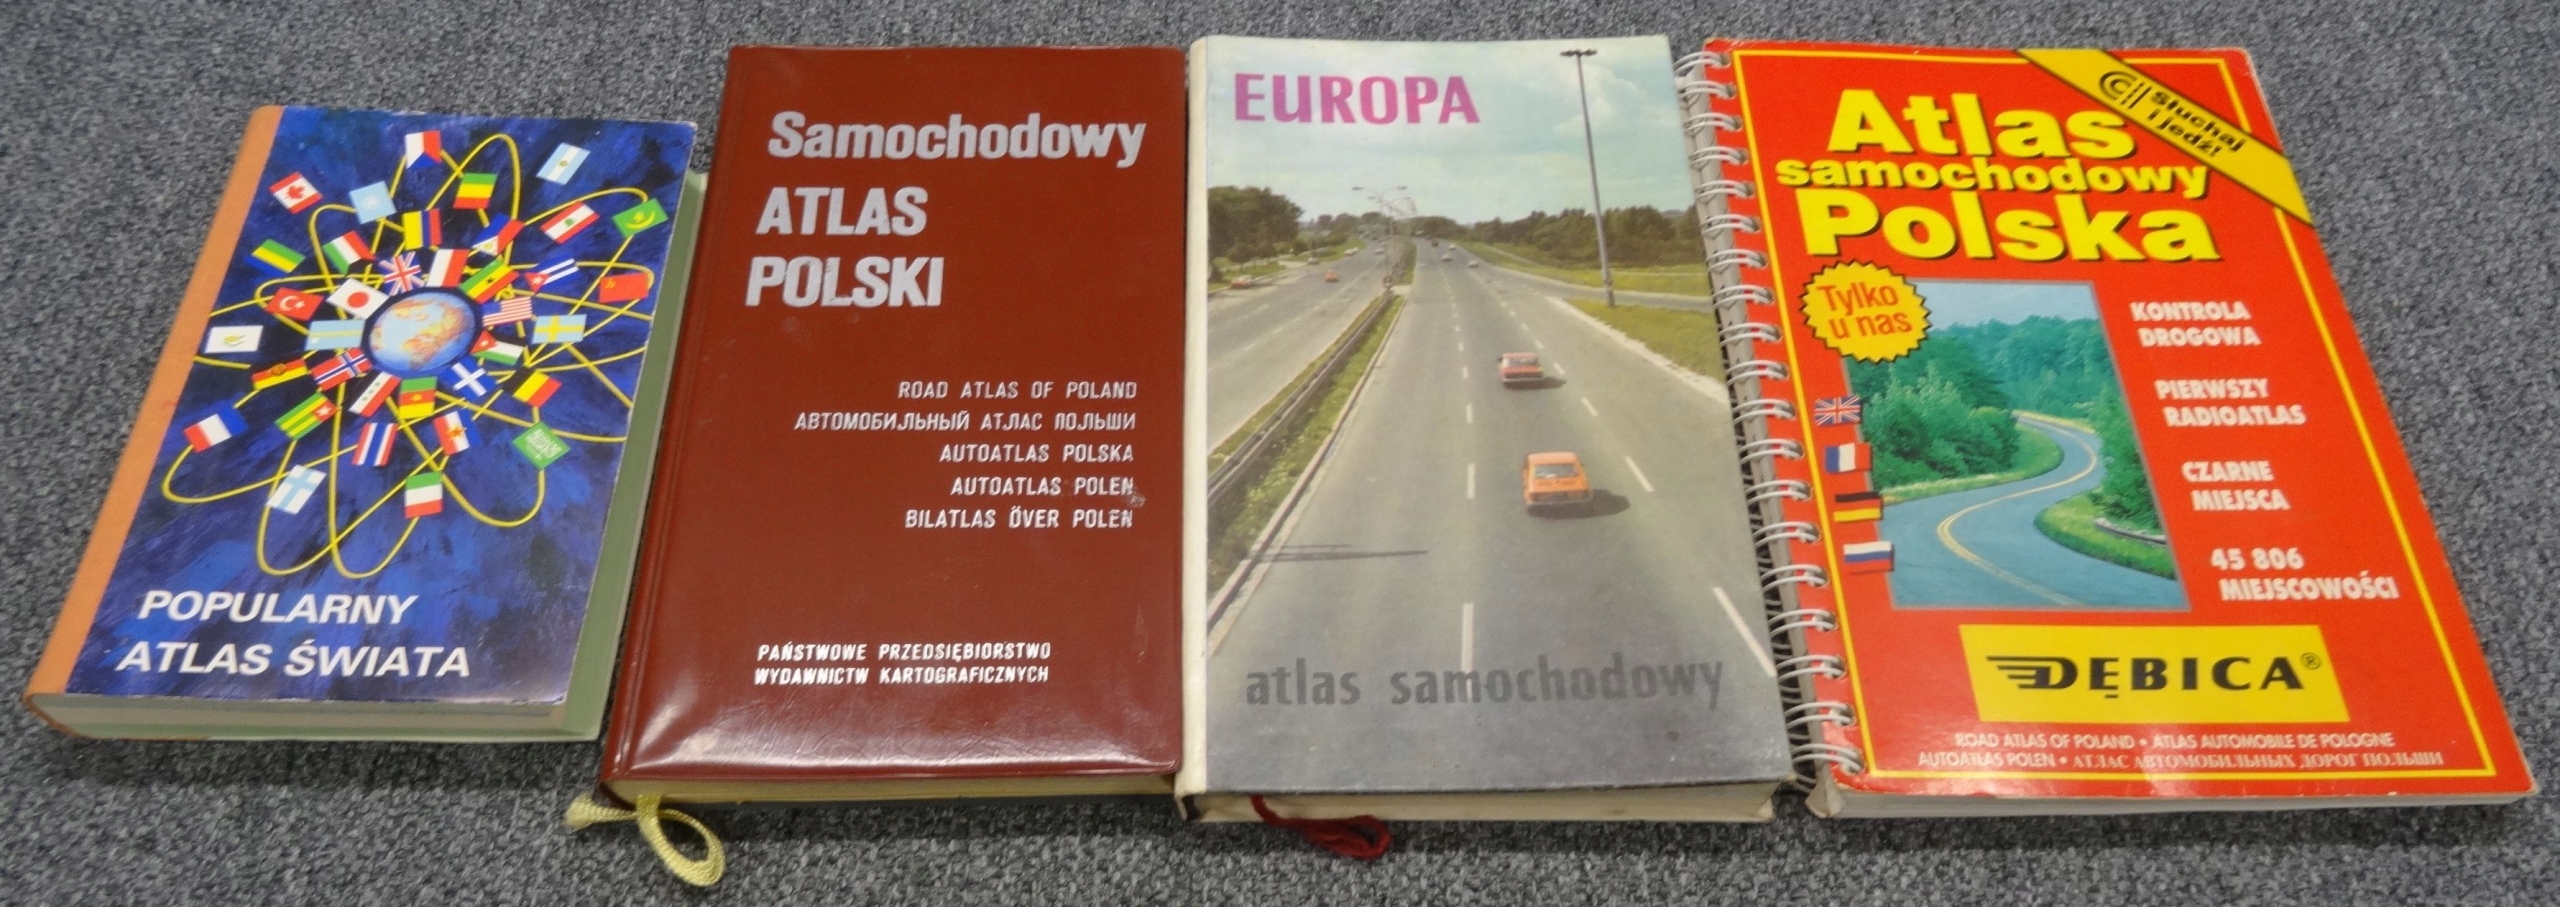 POPULARNY
ATLAS ŚWIATA
Samochodowy
ATLAS
POLSKI
ROAD ATLAS OF POLAND
АВТОМОБИЛЬНЫЙ АТЛАС ПОЛЬШИ
AUTOATLAS POLSKA
AUTOATLAS POLEN
BILATLAS ÖVER POLEN
PAŃSTWOWE PRZEDSIĘBIORSTWO
WYDAWNICTW KARTOGRAFICZNYCH
EUROPA
atlas samochodowy
Słuchaj
i jedź!
Atlas
samochodowy
Polska
Tylko
u nas
KONTROLA
DROGOWA
PIERWSZY
RADIOATLAS
CZARNE
MIEJSCA
45 806
MIEJSCOWOŚCI
DĘBICA®
ROAD ATLAS OF POLAND • ATLAS AUTOMOBILE DE POLOGNE
AUTOATLAS POLEN • АТЛАС АВТОМОБИЛЬНЫХ ДОРОГ ПОЛЬШИ